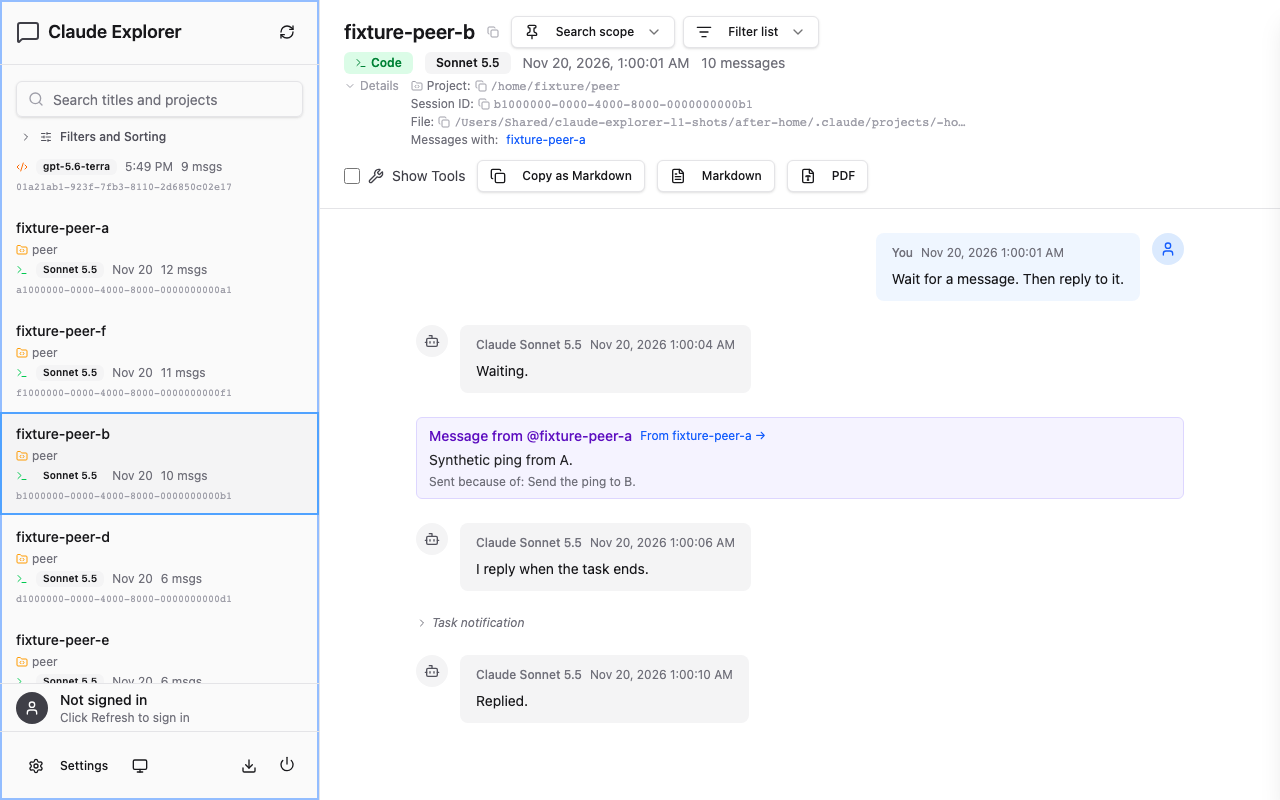 Claude Explorer
Search titles and projects
Filters and Sorting
gpt-5.6-terra 5:49 PM 9 msgs
01a21ab1-923f-7fb3-8110-2d6850c02e17
fixture-peer-a
peer
Sonnet 5.5 Nov 20 12 msgs
a1000000-0000-4000-8000-0000000000a1
fixture-peer-f
peer
Sonnet 5.5 Nov 20 11 msgs
f1000000-0000-4000-8000-0000000000f1
fixture-peer-b
peer
Sonnet 5.5 Nov 20 10 msgs
b1000000-0000-4000-8000-0000000000b1
fixture-peer-d
peer
Sonnet 5.5 Nov 20 6 msgs
d1000000-0000-4000-8000-0000000000d1
fixture-peer-e
peer
Sonnet 5.5 Nov 20 6 msgs
Not signed in
Click Refresh to sign in
Settings
fixture-peer-b Search scope Filter list
Code Sonnet 5.5 Nov 20, 2026, 1:00:01 AM 10 messages
Details Project: /home/fixture/peer
Session ID: b1000000-0000-4000-8000-0000000000b1
File: /Users/Shared/claude-explorer-l1-shots/after-home/.claude/projects/-ho…
Messages with: fixture-peer-a
Show Tools Copy as Markdown Markdown PDF
You Nov 20, 2026 1:00:01 AM
Wait for a message. Then reply to it.
Claude Sonnet 5.5 Nov 20, 2026 1:00:04 AM
Waiting.
Message from @fixture-peer-a From fixture-peer-a →
Synthetic ping from A.
Sent because of: Send the ping to B.
Claude Sonnet 5.5 Nov 20, 2026 1:00:06 AM
I reply when the task ends.
Task notification
Claude Sonnet 5.5 Nov 20, 2026 1:00:10 AM
Replied.